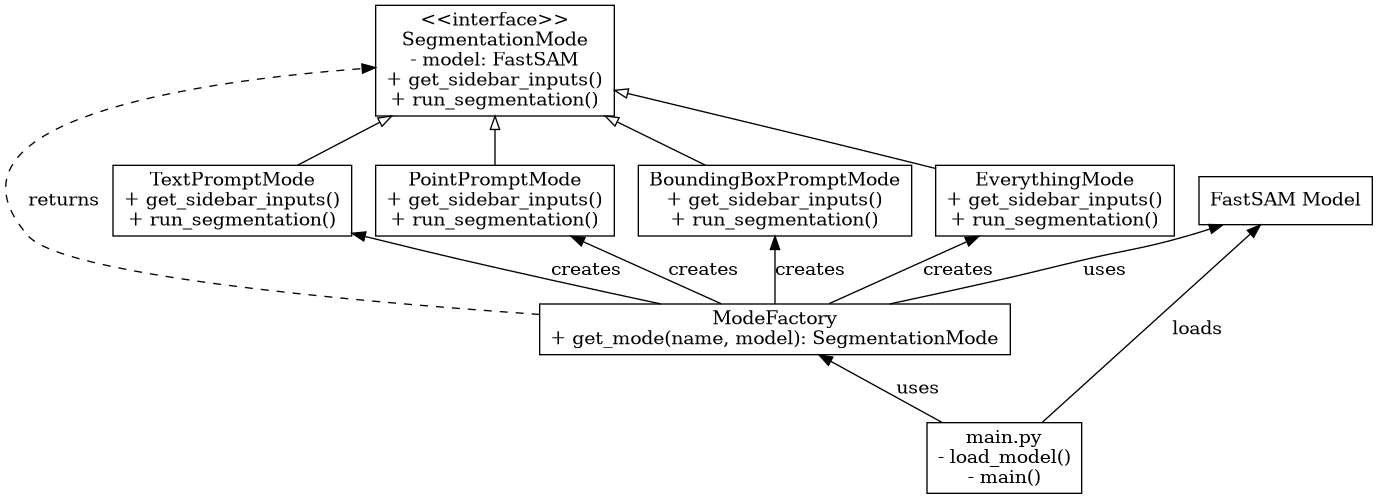 <<interface>>
SegmentationMode
- model: FastSAM
+ get_sidebar_inputs()
+ run_segmentation()
returns
TextPromptMode
+ get_sidebar_inputs()
+ run_segmentation()
PointPromptMode
+ get_sidebar_inputs()
+ run_segmentation()
BoundingBoxPromptMode
+ get_sidebar_inputs()
+ run_segmentation()
EverythingMode
+ get_sidebar_inputs()
+ run_segmentation()
FastSAM Model
creates
creates
creates
creates
uses
ModeFactory
+ get_mode(name, model): SegmentationMode
loads
uses
main.py
- load_model()
- main()